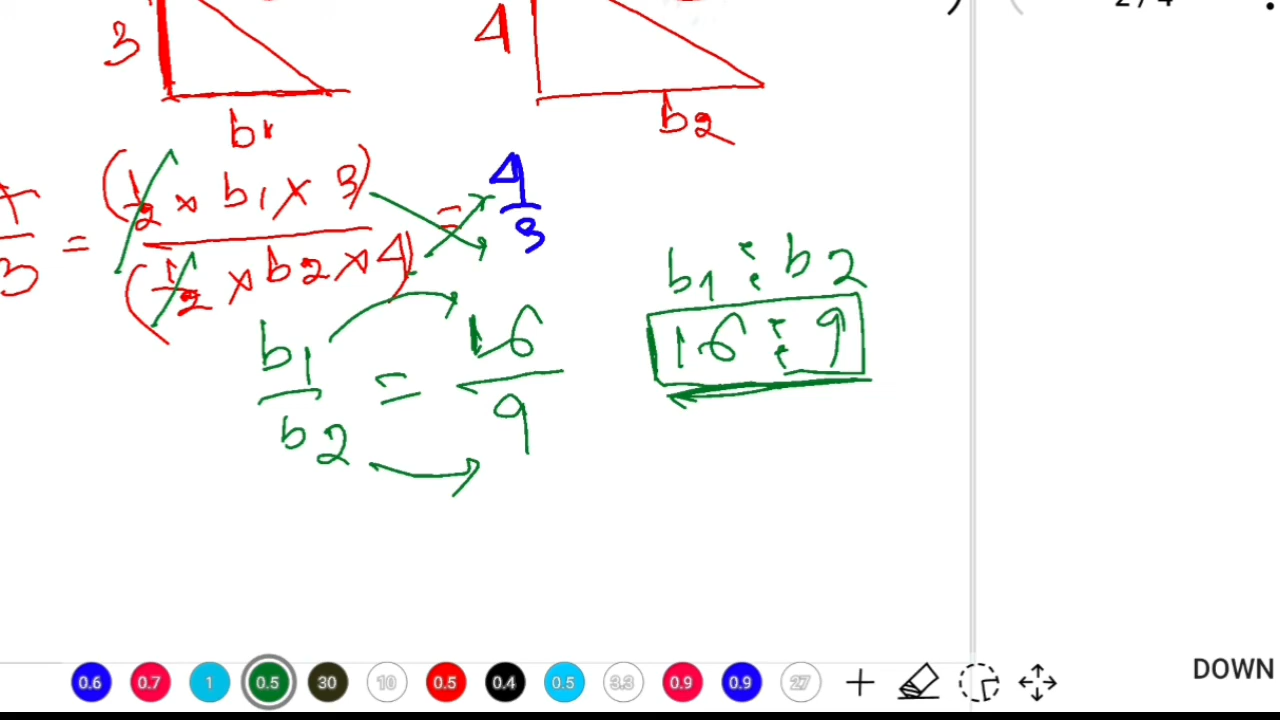 3
4
b1
b2
(1/2 × b1 × 3)
= =
4
3
3
(1/2 × b2 × 4)
b1 : b2
b1
b2
=
16
9
16 : 9
0.6 0.7 1 0.5 30 10 0.5 0.4 0.5 3.3 0.9 0.9 27
DOWN